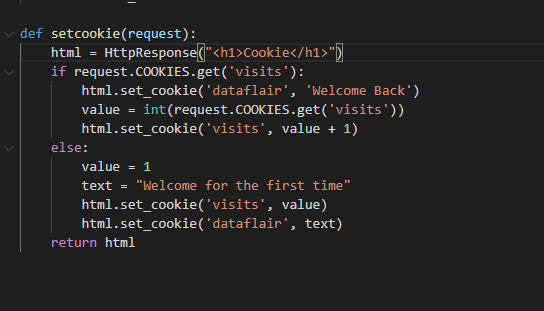 def setcookie(request):
    html = HttpResponse("<h1>Cookie</h1>")
    if request.COOKIES.get('visits'):
        html.set_cookie('dataflair', 'Welcome Back')
        value = int(request.COOKIES.get('visits'))
        html.set_cookie('visits', value + 1)
    else:
        value = 1
        text = "Welcome for the first time"
        html.set_cookie('visits', value)
        html.set_cookie('dataflair', text)
    return html